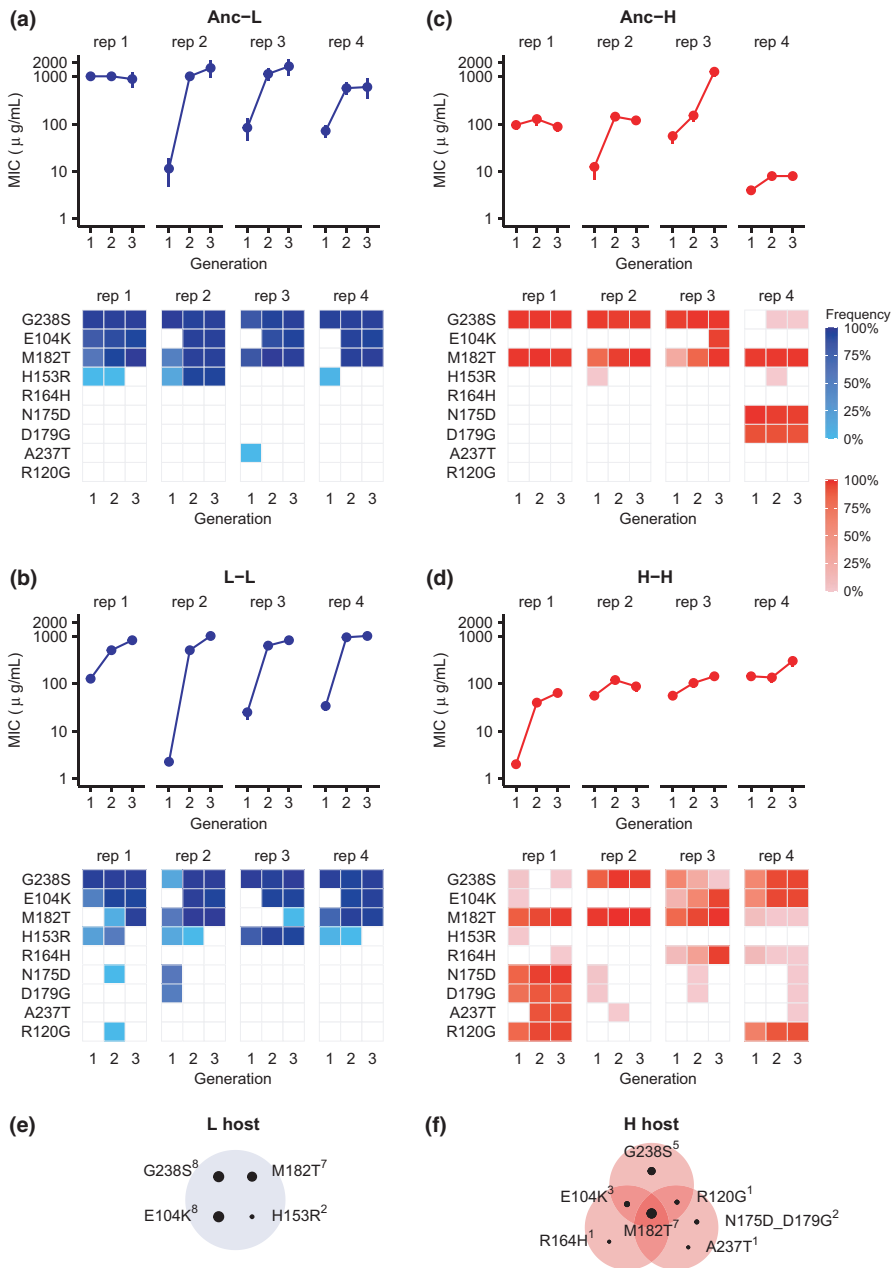 (a)
Anc−L
rep 1 rep 2 rep 3 rep 4
MIC ( μ g/mL)
2000
1000
100
10
1
1 2 3 1 2 3 1 2 3 1 2 3
Generation
rep 1 rep 2 rep 3 rep 4
G238S
E104K
M182T
H153R
R164H
N175D
D179G
A237T
R120G
1 2 3 1 2 3 1 2 3 1 2 3
Generation
(c)
Anc−H
rep 1 rep 2 rep 3 rep 4
MIC ( μ g/mL)
2000
1000
100
10
1
1 2 3 1 2 3 1 2 3 1 2 3
Generation
rep 1 rep 2 rep 3 rep 4
1 2 3 1 2 3 1 2 3 1 2 3
Generation
Frequency
100%
75%
50%
25%
0%
100%
75%
50%
25%
0%
(b)
L−L
rep 1 rep 2 rep 3 rep 4
MIC ( μ g/mL)
2000
1000
100
10
1
1 2 3 1 2 3 1 2 3 1 2 3
Generation
rep 1 rep 2 rep 3 rep 4
G238S
E104K
M182T
H153R
R164H
N175D
D179G
A237T
R120G
1 2 3 1 2 3 1 2 3 1 2 3
Generation
(d)
H−H
rep 1 rep 2 rep 3 rep 4
MIC ( μ g/mL)
2000
1000
100
10
1
1 2 3 1 2 3 1 2 3 1 2 3
Generation
rep 1 rep 2 rep 3 rep 4
G238S
E104K
M182T
H153R
R164H
N175D
D179G
A237T
R120G
1 2 3 1 2 3 1 2 3 1 2 3
Generation
(e)
L host
G238S⁸ M182T⁷
E104K⁸ H153R²
(f)
H host
G238S⁵
E104K³ R120G¹
N175D_D179G²
M182T⁷
R164H¹ A237T¹